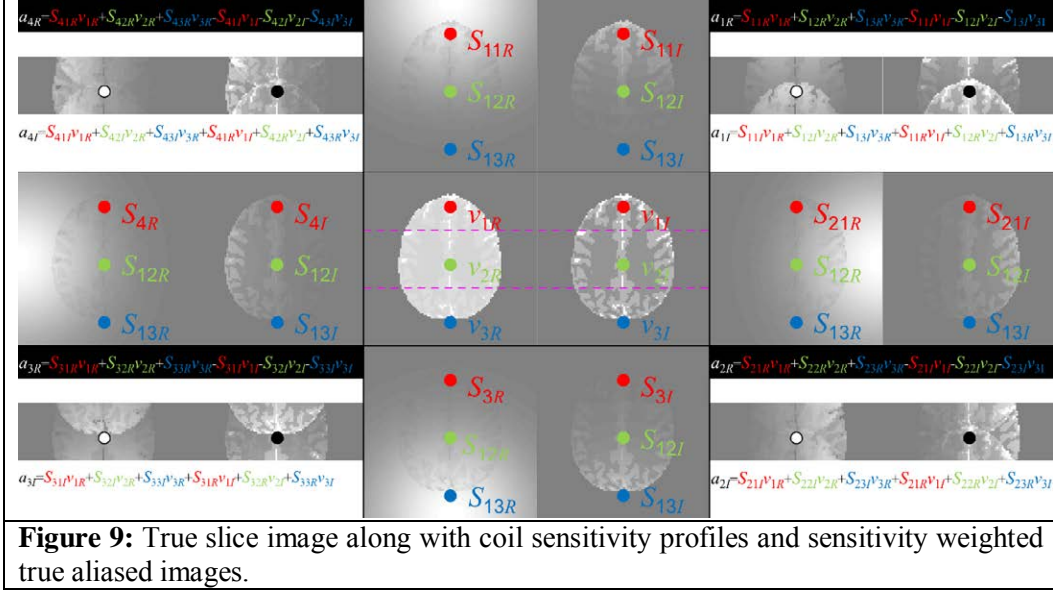 a4R=S41Rv1R+S42Rv2R+S43Rv3R-S41Iv1I-S42Iv2I-S43Iv3I
S11R
S11I
a1R=S11Rv1R+S12Rv2R+S13Rv3R-S11Iv1I-S12Iv2I-S13Iv3I
S12R
S12I
a4I=S41Iv1R+S42Iv2R+S43Iv3R+S41Rv1I+S42Rv2I+S43Rv3I
S13R
S13I
a1I=S11Iv1R+S12Iv2R+S13Iv3R+S11Rv1I+S12Rv2I+S13Rv3I
S4R
S4I
v1R
v1I
S21R
S21I
S12R
S12I
v2R
v2I
S12R
S12I
S13R
S13I
v3R
v3I
S13R
S13I
a3R=S31Rv1R+S32Rv2R+S33Rv3R-S31Iv1I-S32Iv2I-S33Iv3I
S3R
S3I
a2R=S21Rv1R+S22Rv2R+S23Rv3R-S21Iv1I-S22Iv2I-S23Iv3I
S12R
S12I
a3I=S31Iv1R+S32Iv2R+S33Iv3R+S31Rv1I+S32Rv2I+S33Rv3I
S13R
S13I
a2I=S21Iv1R+S22Iv2R+S23Iv3R+S21Rv1I+S22Rv2I+S23Rv3I
Figure 9: True slice image along with coil sensitivity profiles and sensitivity weighted
true aliased images.